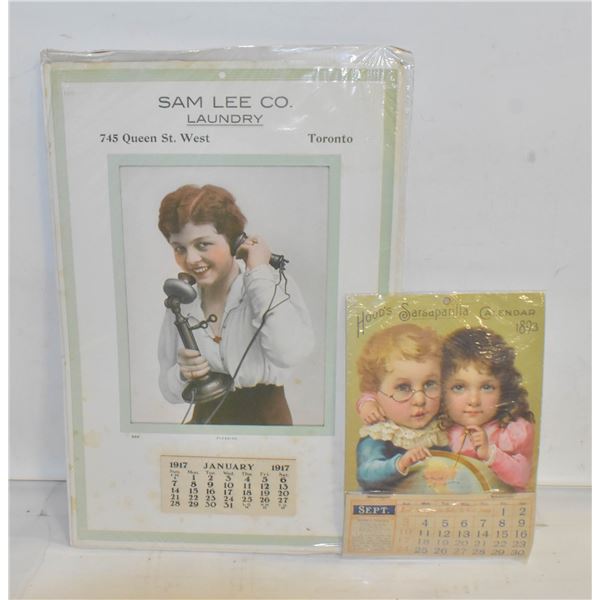 SAM LEE CO.
LAUNDRY
745 Queen St. West Toronto
1917 JANUARY 1917
Sun. Mon. Tue. Wed. Thu. Fri. Sat.
1 2 3 4 5 6
7 8 9 10 11 12 13
14 15 16 17 18 19 20
21 22 23 24 25 26 27
28 29 30 31
HOOD'S Sarsaparilla CALENDAR
1893
SEPT.
1 2
4 5 6 7 8 9
11 12 13 14 15 16
18 19 20 21 22 23
25 26 27 28 29 30